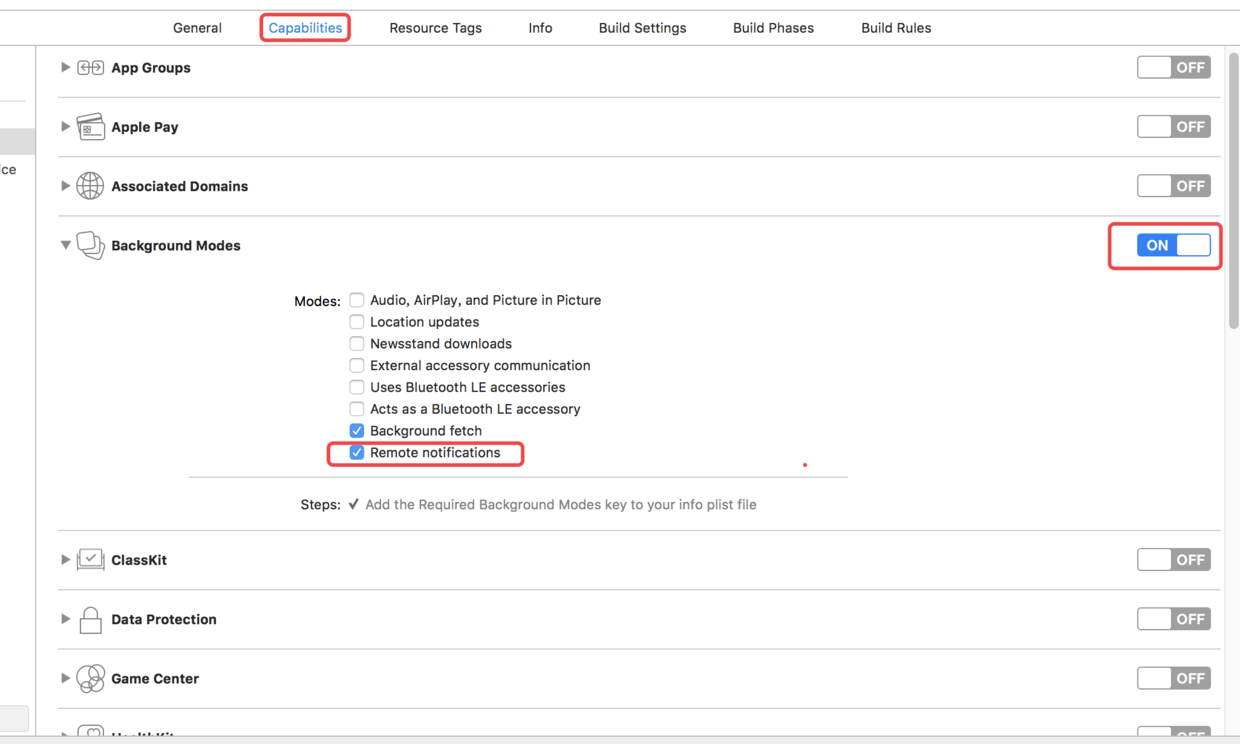 General Capabilities Resource Tags Info Build Settings Build Phases Build Rules
App Groups OFF
Apple Pay OFF
ice
Associated Domains OFF
Background Modes ON
Modes: Audio, AirPlay, and Picture in Picture
Location updates
Newsstand downloads
External accessory communication
Uses Bluetooth LE accessories
Acts as a Bluetooth LE accessory
Background fetch
Remote notifications
Steps: ✓ Add the Required Background Modes key to your info plist file
ClassKit OFF
Data Protection OFF
Game Center OFF
HealthKit OFF